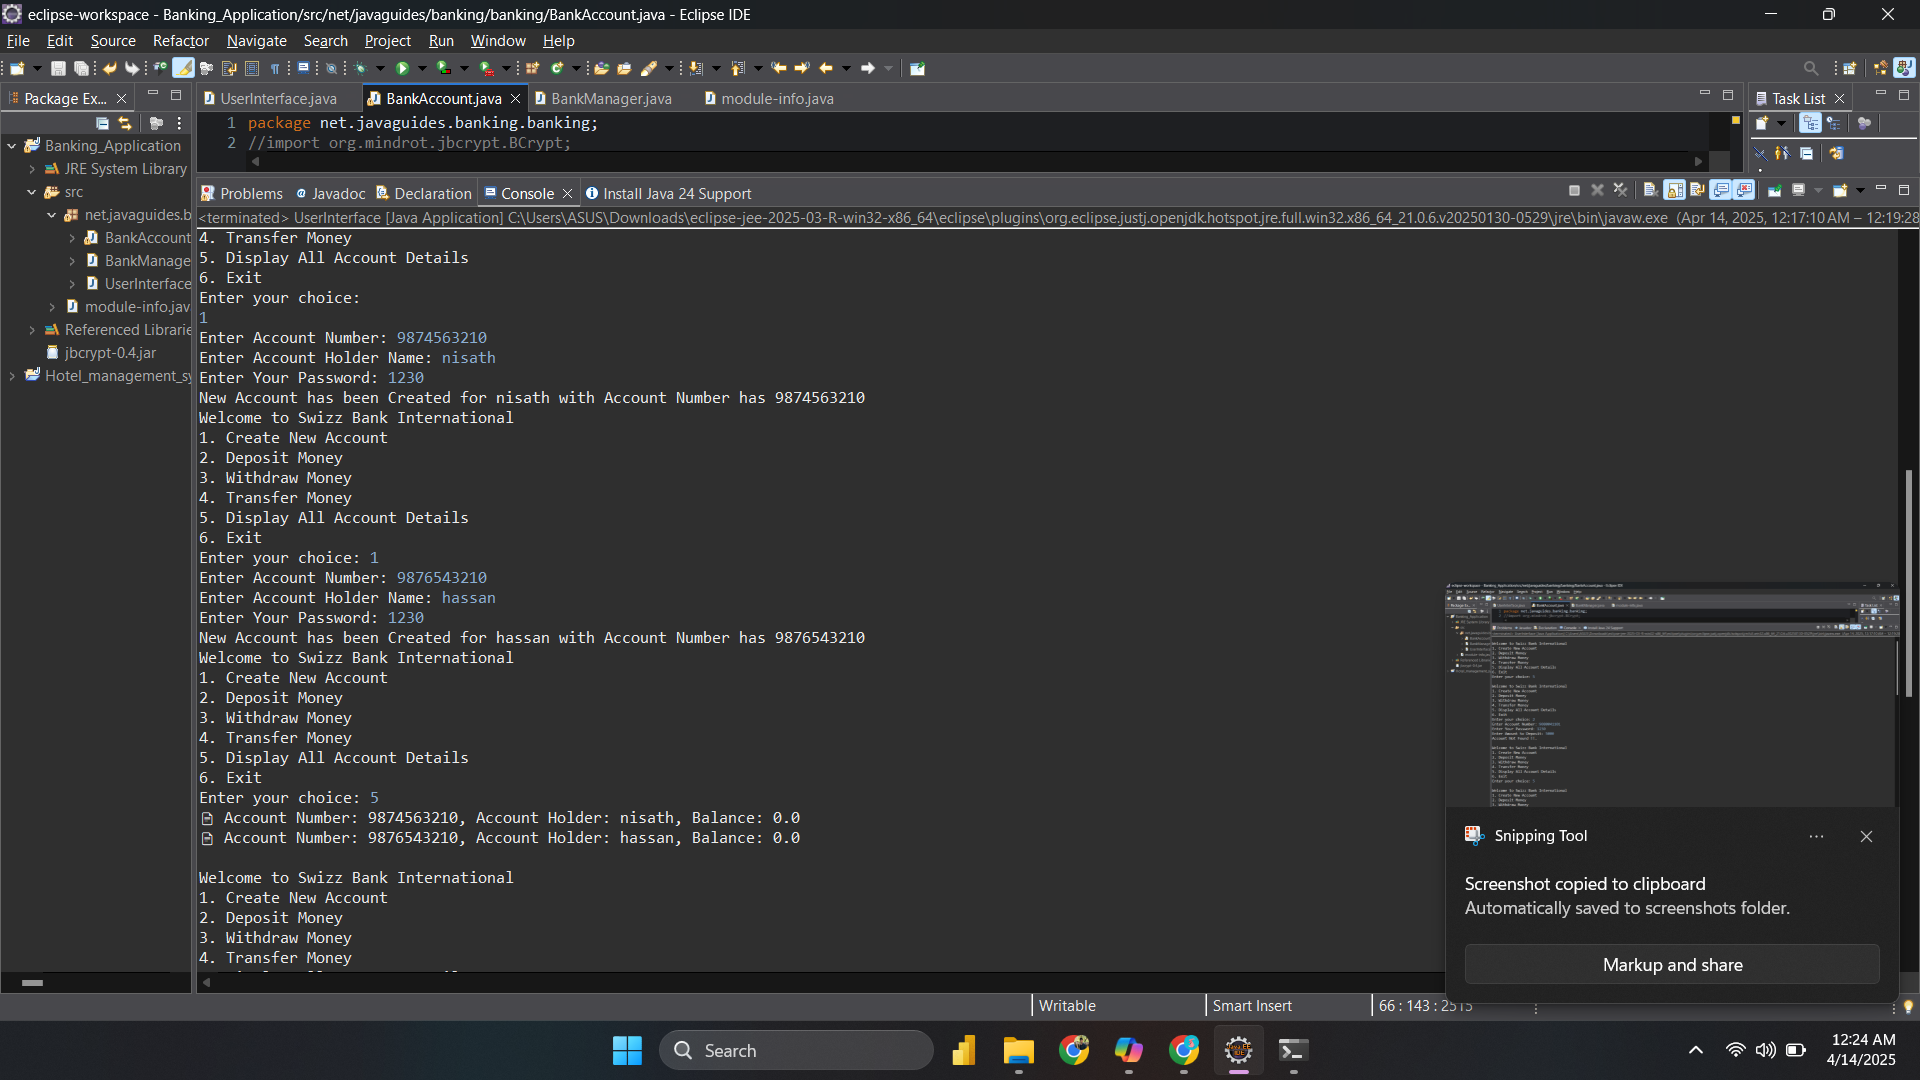 eclipse-workspace - Banking_Application/src/net/javaguides/banking/banking/BankAccount.java - Eclipse IDE
File Edit Source Refactor Navigate Search Project Run Window Help
Package Ex...
UserInterface.java
BankAccount.java
BankManager.java
module-info.java
Task List
1 package net.javaguides.banking.banking;
2 //import org.mindrot.jbcrypt.BCrypt;
Banking_Application
JRE System Library
src
net.javaguides.b
BankAccount
BankManage
UserInterface
module-info.jav
Referenced Librarie
jbcrypt-0.4.jar
Hotel_management_sy
Problems Javadoc Declaration Console Install Java 24 Support
<terminated> UserInterface [Java Application] C:\Users\ASUS\Downloads\eclipse-jee-2025-03-R-win32-x86_64\eclipse\plugins\org.eclipse.justj.openjdk.hotspot.jre.full.win32.x86_64_21.0.6.v20250130-0529\jre\bin\javaw.exe (Apr 14, 2025, 12:17:10 AM – 12:19:28
4. Transfer Money
5. Display All Account Details
6. Exit
Enter your choice:
1
Enter Account Number: 9874563210
Enter Account Holder Name: nisath
Enter Your Password: 1230
New Account has been Created for nisath with Account Number has 9874563210
Welcome to Swizz Bank International
1. Create New Account
2. Deposit Money
3. Withdraw Money
4. Transfer Money
5. Display All Account Details
6. Exit
Enter your choice: 1
Enter Account Number: 9876543210
Enter Account Holder Name: hassan
Enter Your Password: 1230
New Account has been Created for hassan with Account Number has 9876543210
Welcome to Swizz Bank International
1. Create New Account
2. Deposit Money
3. Withdraw Money
4. Transfer Money
5. Display All Account Details
6. Exit
Enter your choice: 5
Account Number: 9874563210, Account Holder: nisath, Balance: 0.0
Account Number: 9876543210, Account Holder: hassan, Balance: 0.0
Welcome to Swizz Bank International
1. Create New Account
2. Deposit Money
3. Withdraw Money
4. Transfer Money
Snipping Tool
Screenshot copied to clipboard
Automatically saved to screenshots folder.
Markup and share
Writable
Smart Insert
66 : 143 : 2515
Search
12:24 AM
4/14/2025